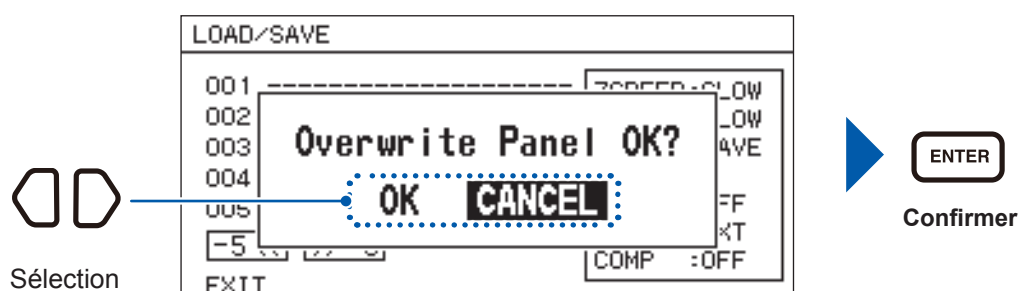 LOAD/SAVE
001 --------------------
002
003
004
005
LOW
LOW
AVE
FF
XT
Overwrite Panel OK?
OK CANCEL
-5
COMP :OFF
EXIT
Sélection
ENTER
Confirmer